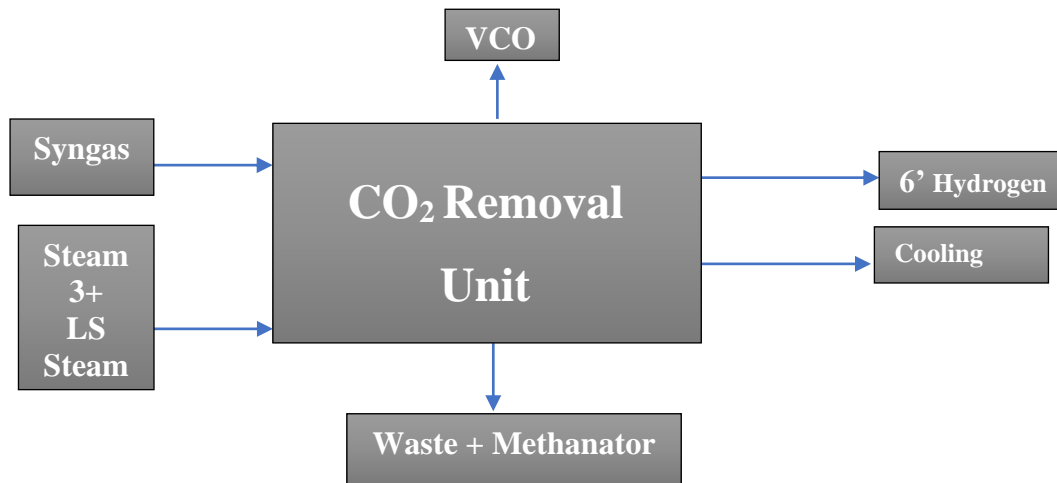 VCO
Syngas
CO₂ Removal
Unit
6’ Hydrogen
Steam
3+
LS
Steam
Cooling
Waste + Methanator